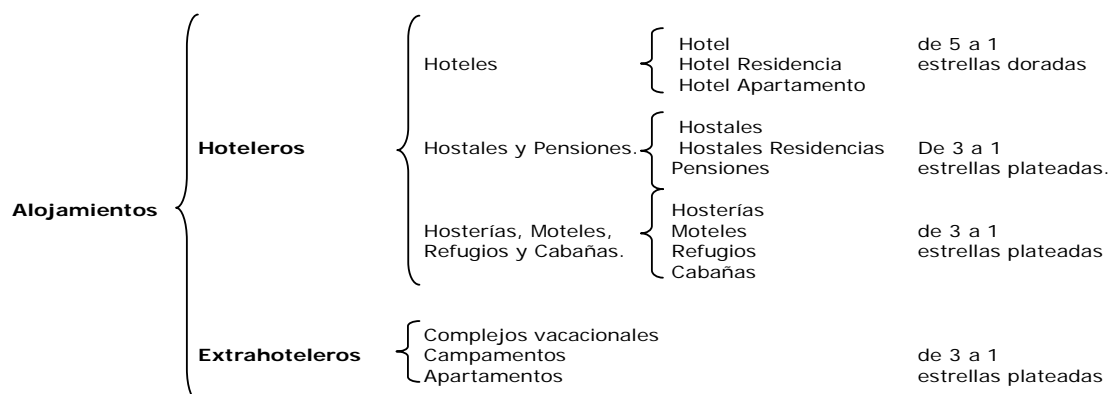 Hotel de 5 a 1
Hoteles Hotel Residencia estrellas doradas
Hotel Apartamento
Hostales
Hoteleros Hostales y Pensiones. Hostales Residencias De 3 a 1
Pensiones estrellas plateadas.
Alojamientos Hosterías
Hosterías, Moteles, Moteles de 3 a 1
Refugios y Cabañas. Refugios estrellas plateadas
Cabañas
Complejos vacacionales
Extrahoteleros Campamentos de 3 a 1
Apartamentos estrellas plateadas